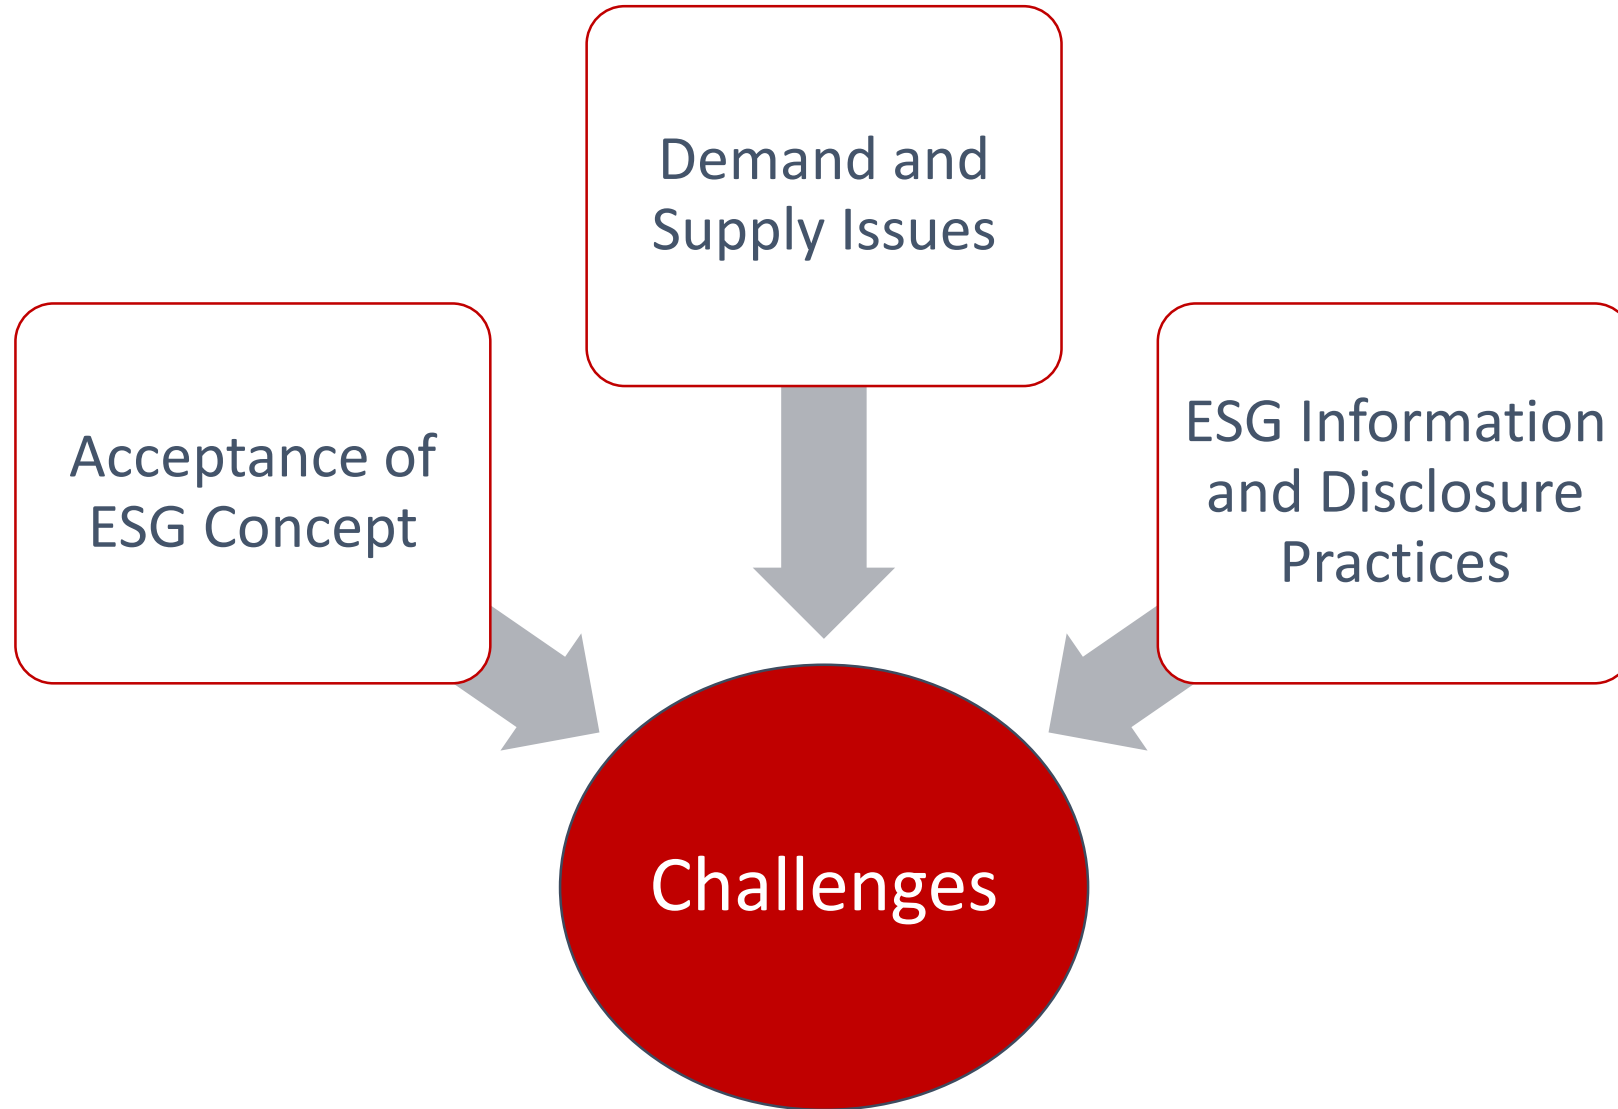 Demand and
Supply Issues
Acceptance of
ESG Concept
ESG Information
and Disclosure
Practices
Challenges